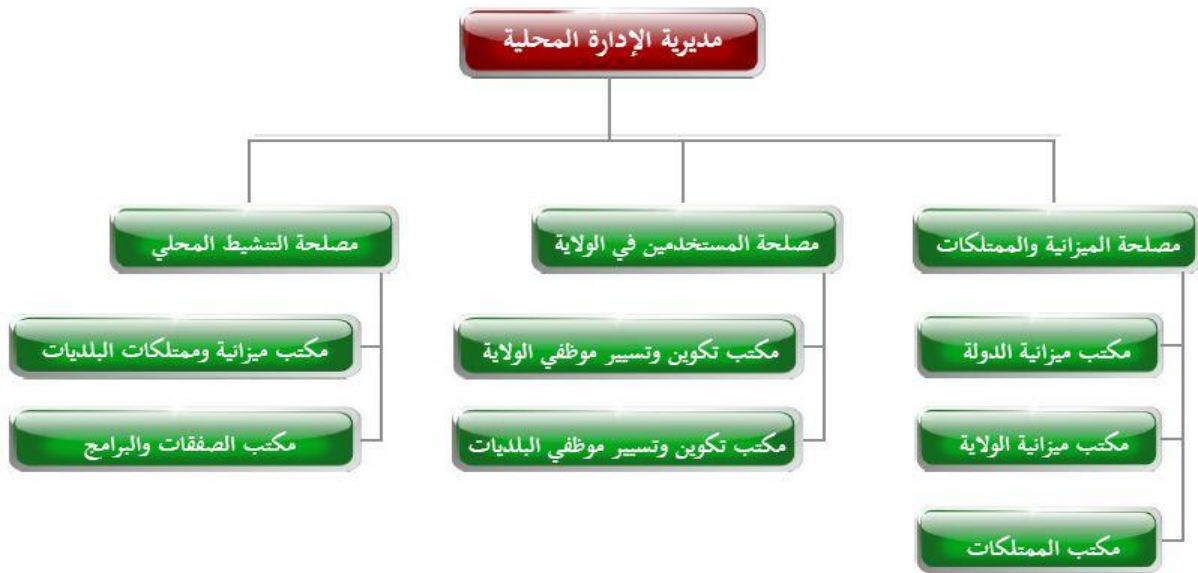 مديرية الإدارة المحلية
مصلحة الميزانية والممتلكات
مصلحة المستخدمين في الولاية
مصلحة التنشيط المحلي
مكتب ميزانية الدولة
مكتب تكوين وتسيير موظفي الولاية
مكتب ميزانية وممتلكات البلديات
مكتب ميزانية الولاية
مكتب تكوين وتسيير موظفي البلديات
مكتب الصفقات والبرامج
مكتب الممتلكات